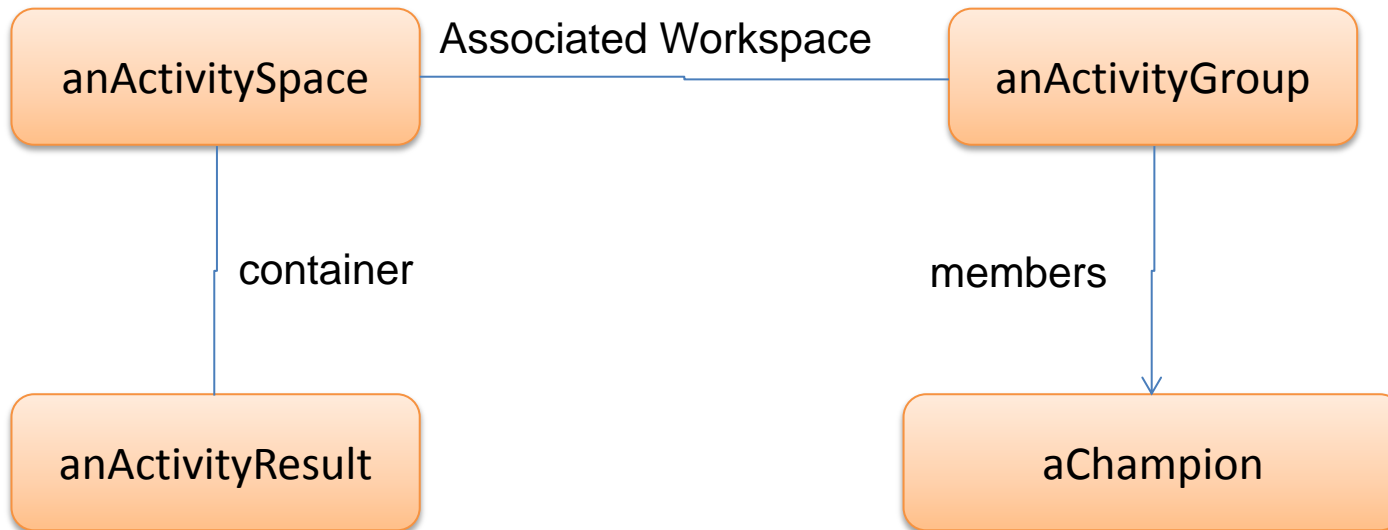 Associated Workspace
anActivitySpace
anActivityGroup
container
members
anActivityResult
aChampion